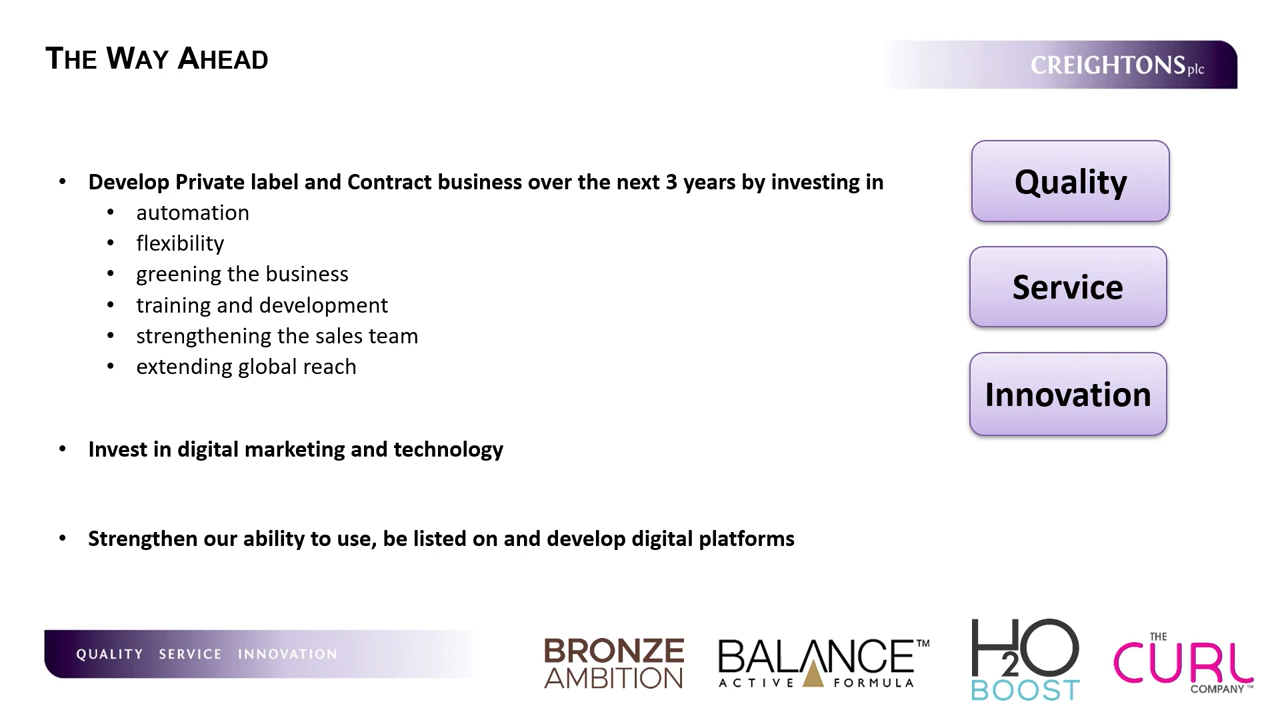 THE WAY AHEAD
CREIGHTONS plc
• Develop Private label and Contract business over the next 3 years by investing in
• automation
• flexibility
• greening the business
• training and development
• strengthening the sales team
• extending global reach
• Invest in digital marketing and technology
• Strengthen our ability to use, be listed on and develop digital platforms
Quality
Service
Innovation
QUALITY SERVICE INNOVATION
BRONZE
AMBITION
BALANCE™
ACTIVE FORMULA
H2O
BOOST
THE
CURL
COMPANY™